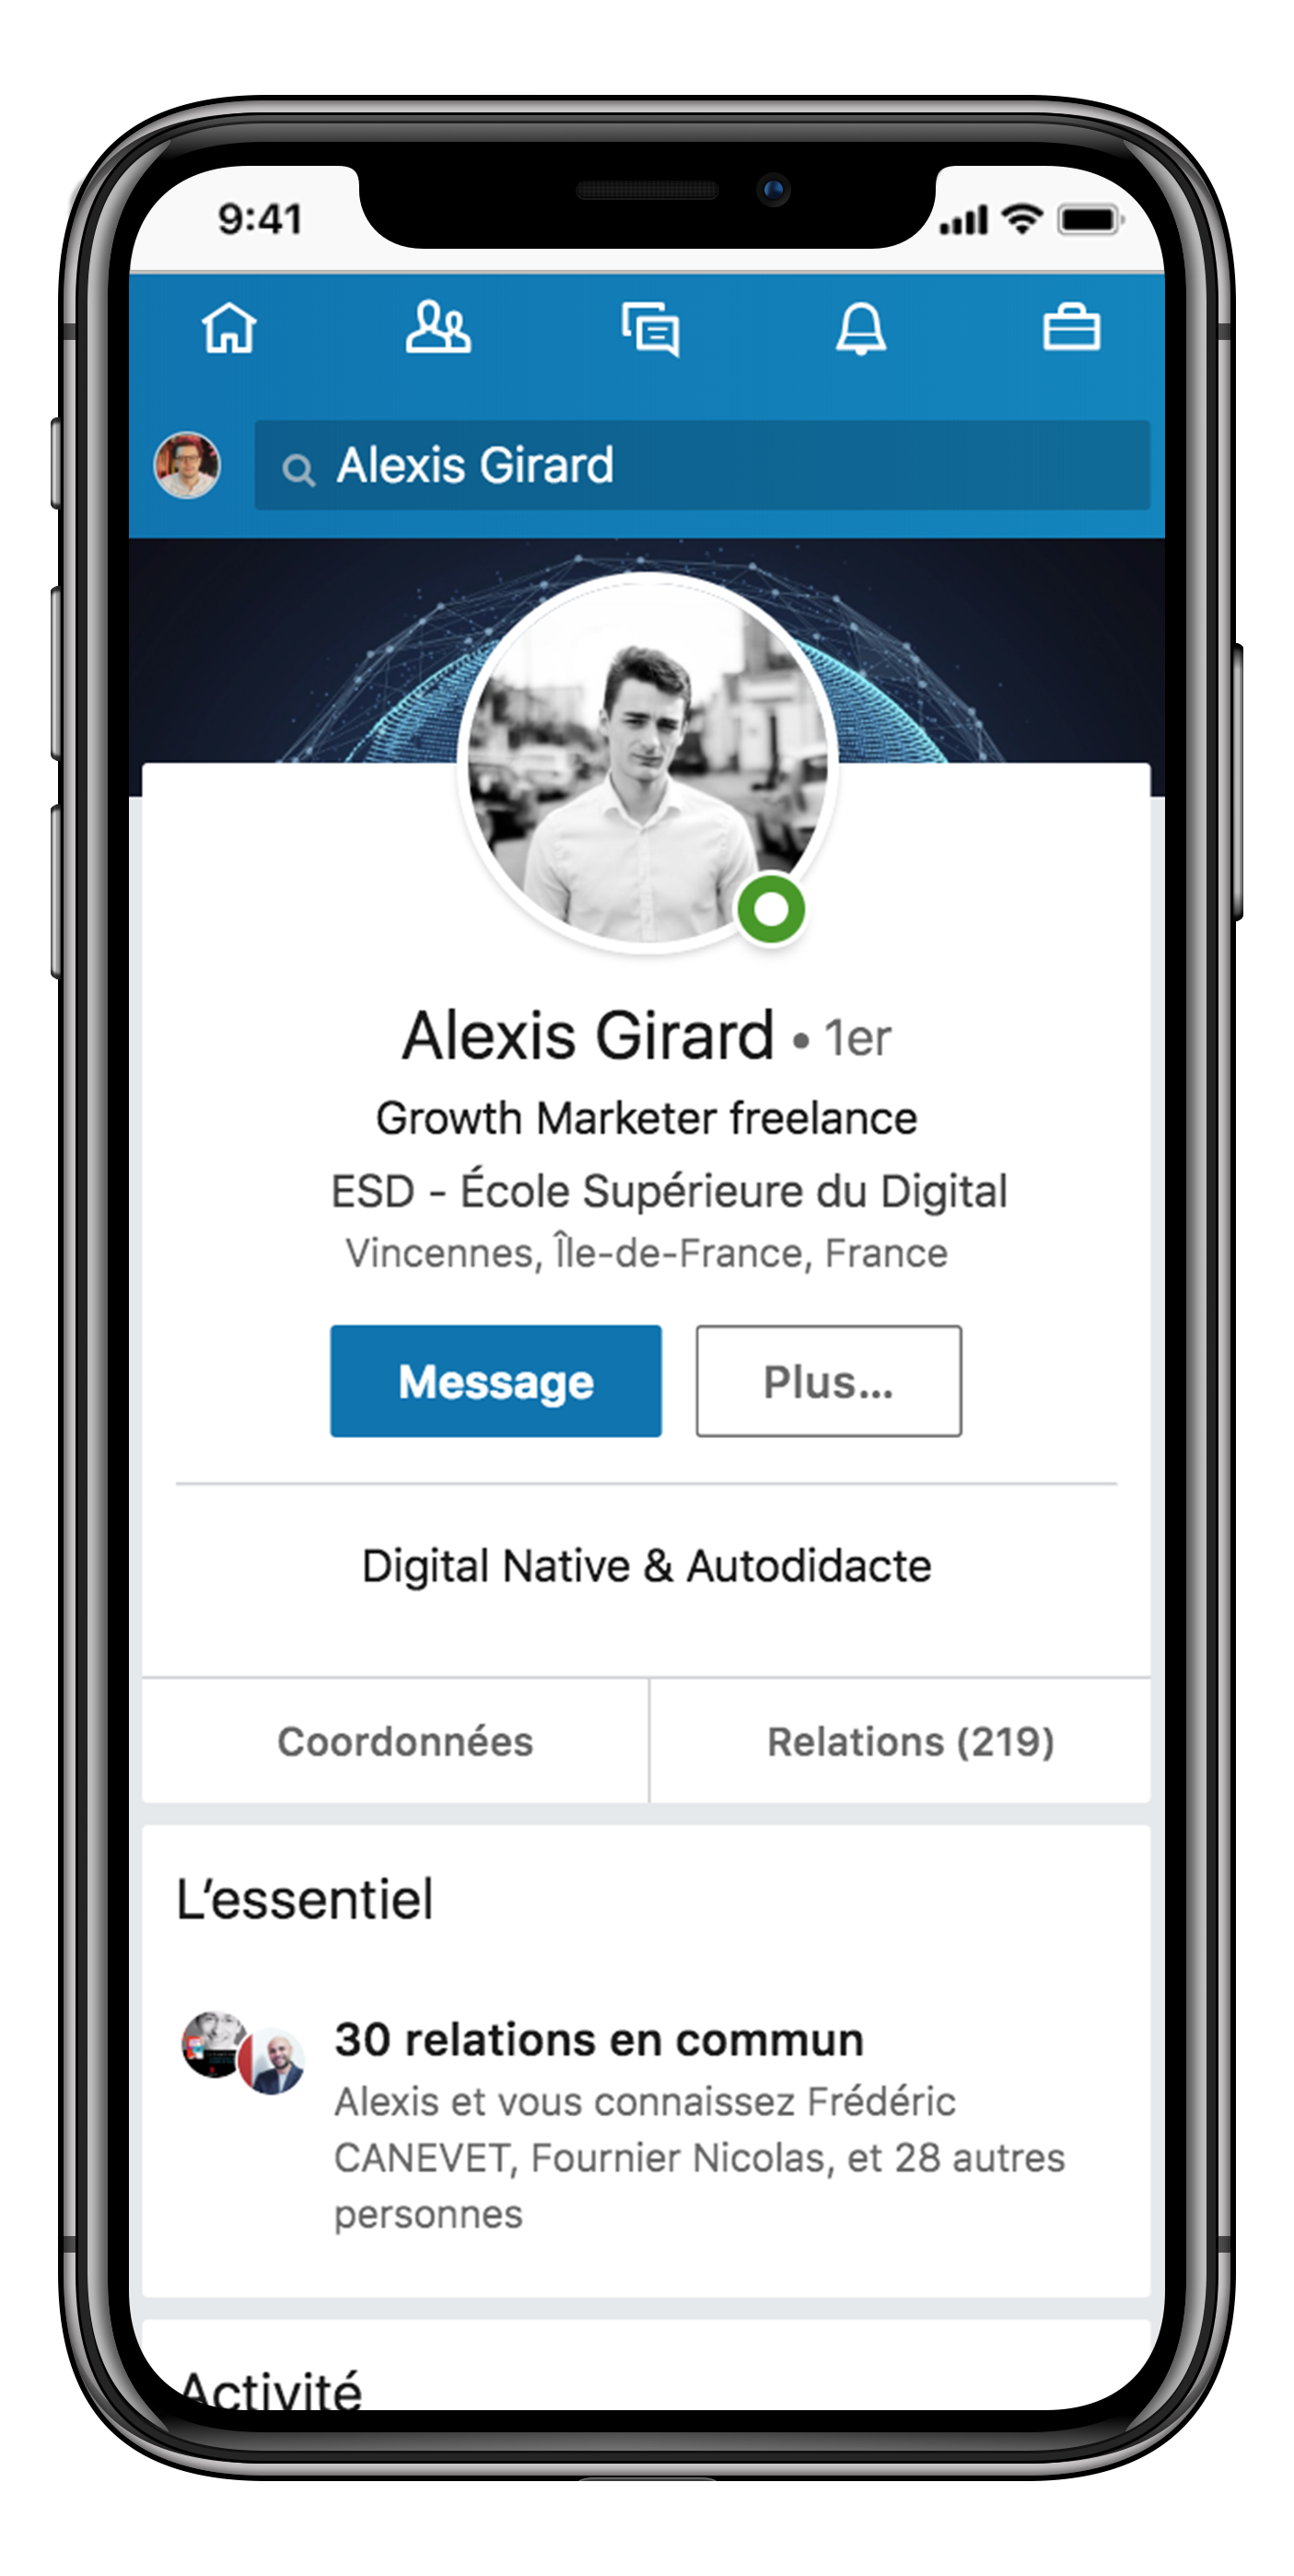 9:41
Alexis Girard
Alexis Girard • 1er
Growth Marketer freelance
ESD - École Supérieure du Digital
Vincennes, Île-de-France, France
Message
Plus...
Digital Native & Autodidacte
Coordonnées
Relations (219)
L’essentiel
30 relations en commun
Alexis et vous connaissez Frédéric
CANEVET, Fournier Nicolas, et 28 autres
personnes
Activité